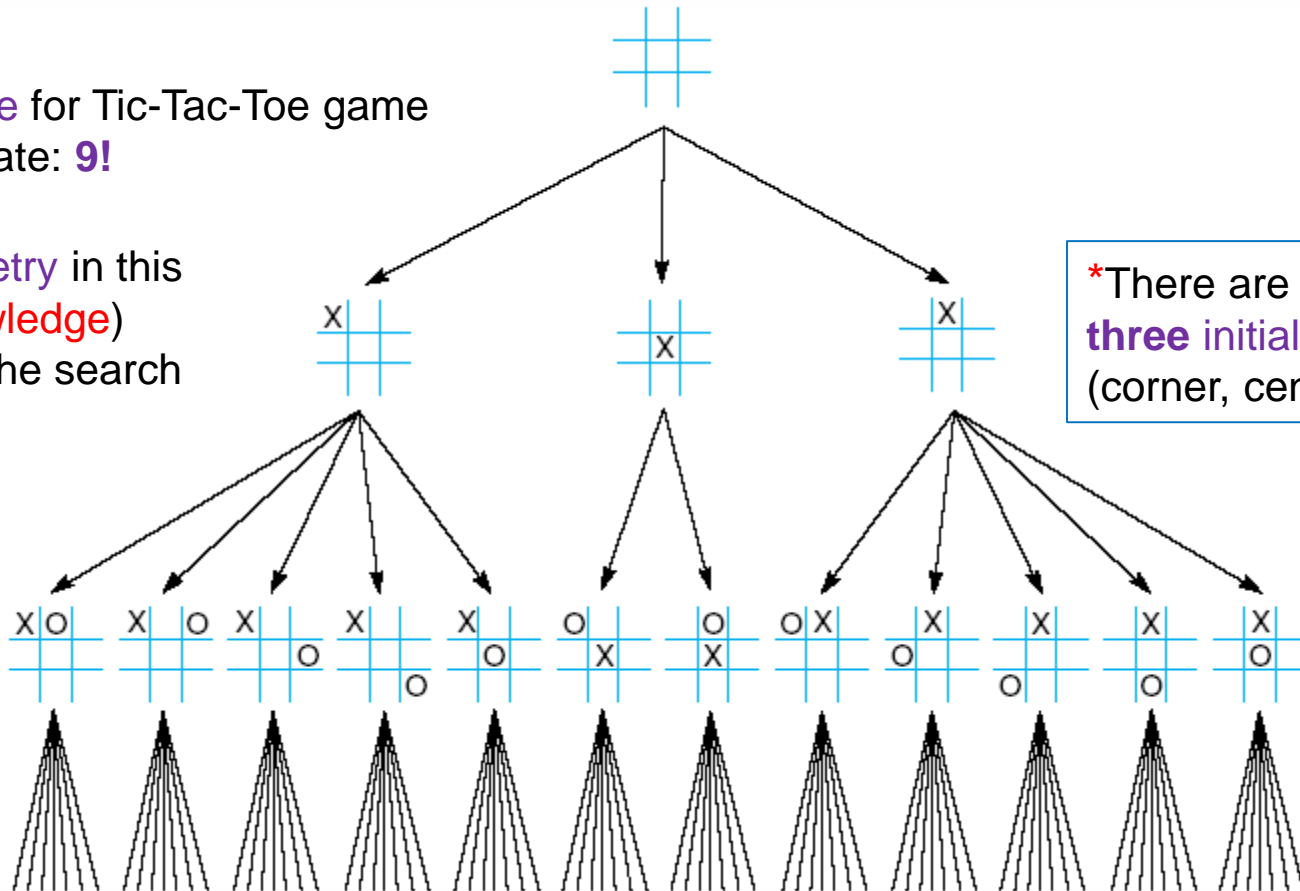 e for Tic-Tac-Toe game
ate: 9!
etry in this
wledge)
he search
*There are
three initial
(corner, cen
X
X
X
X O
X O
X
O
X
O
X
O
O
X
O
X
O X
X
O
X
O
X
O
X
O